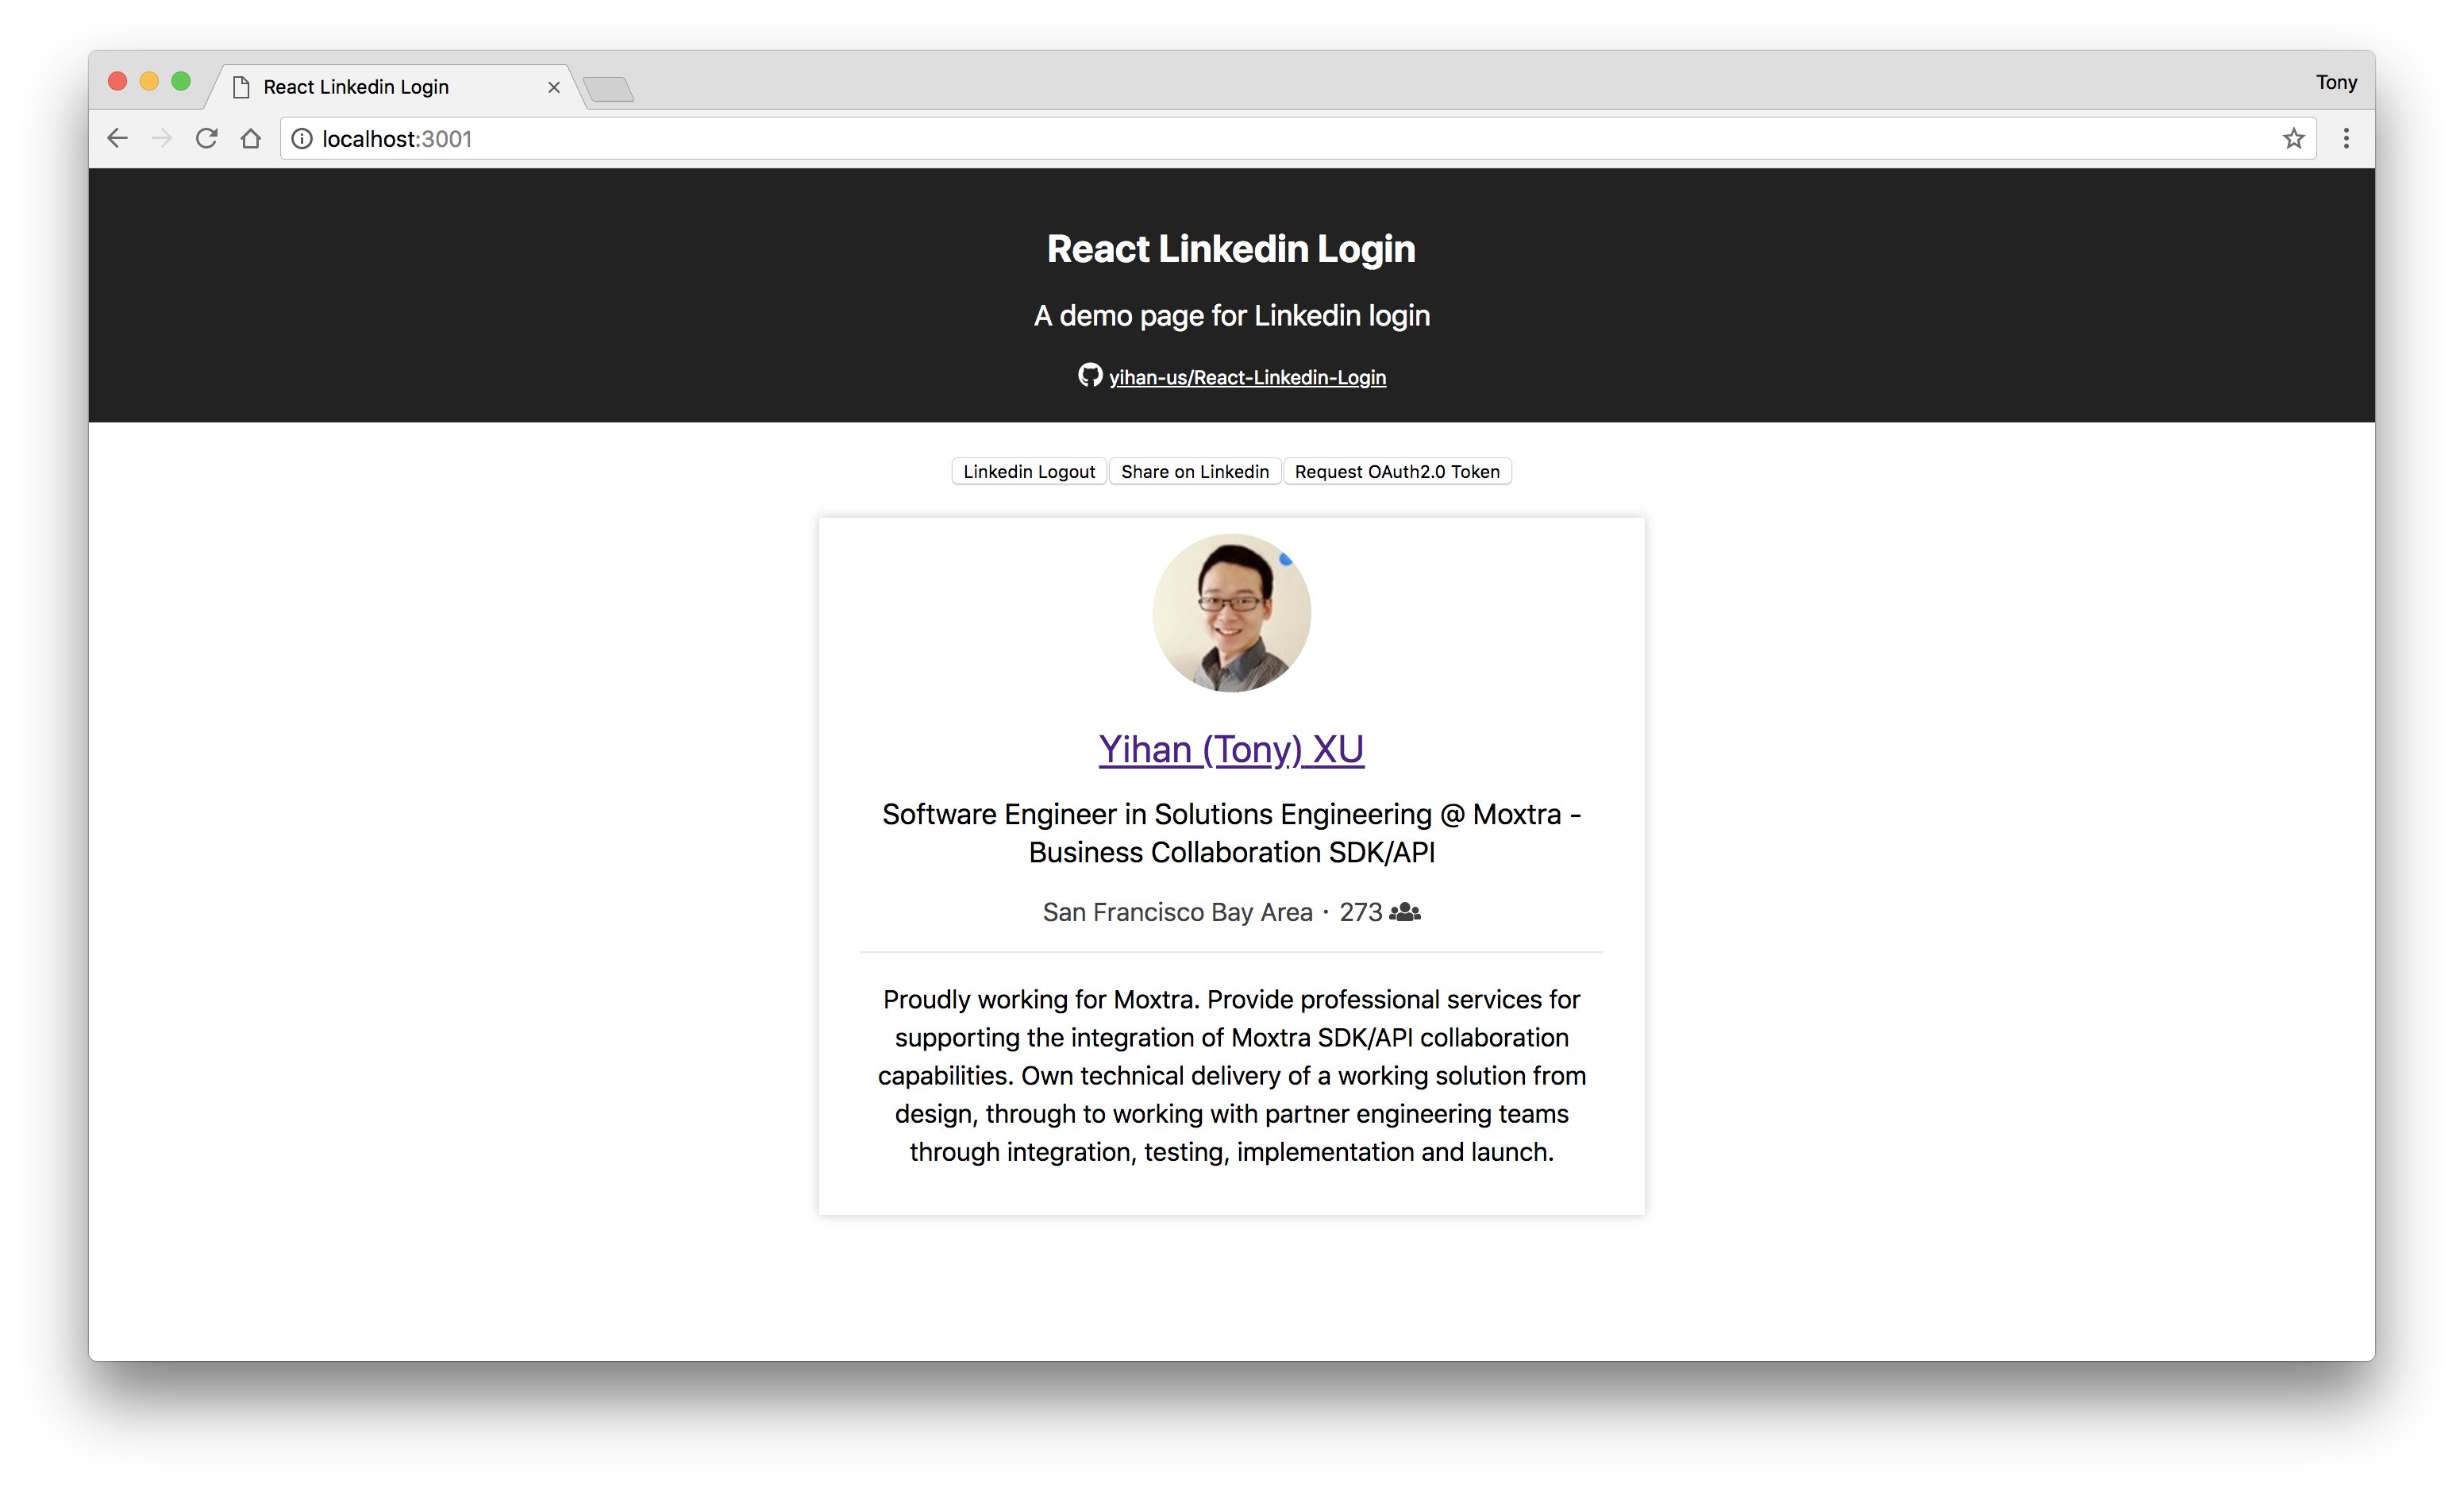 React Linkedin Login
Tony
localhost:3001
React Linkedin Login
A demo page for Linkedin login
yihan-us/React-Linkedin-Login
Linkedin Logout Share on Linkedin Request OAuth2.0 Token
Yihan (Tony) XU
Software Engineer in Solutions Engineering @ Moxtra -
Business Collaboration SDK/API
San Francisco Bay Area · 273
Proudly working for Moxtra. Provide professional services for
supporting the integration of Moxtra SDK/API collaboration
capabilities. Own technical delivery of a working solution from
design, through to working with partner engineering teams
through integration, testing, implementation and launch.